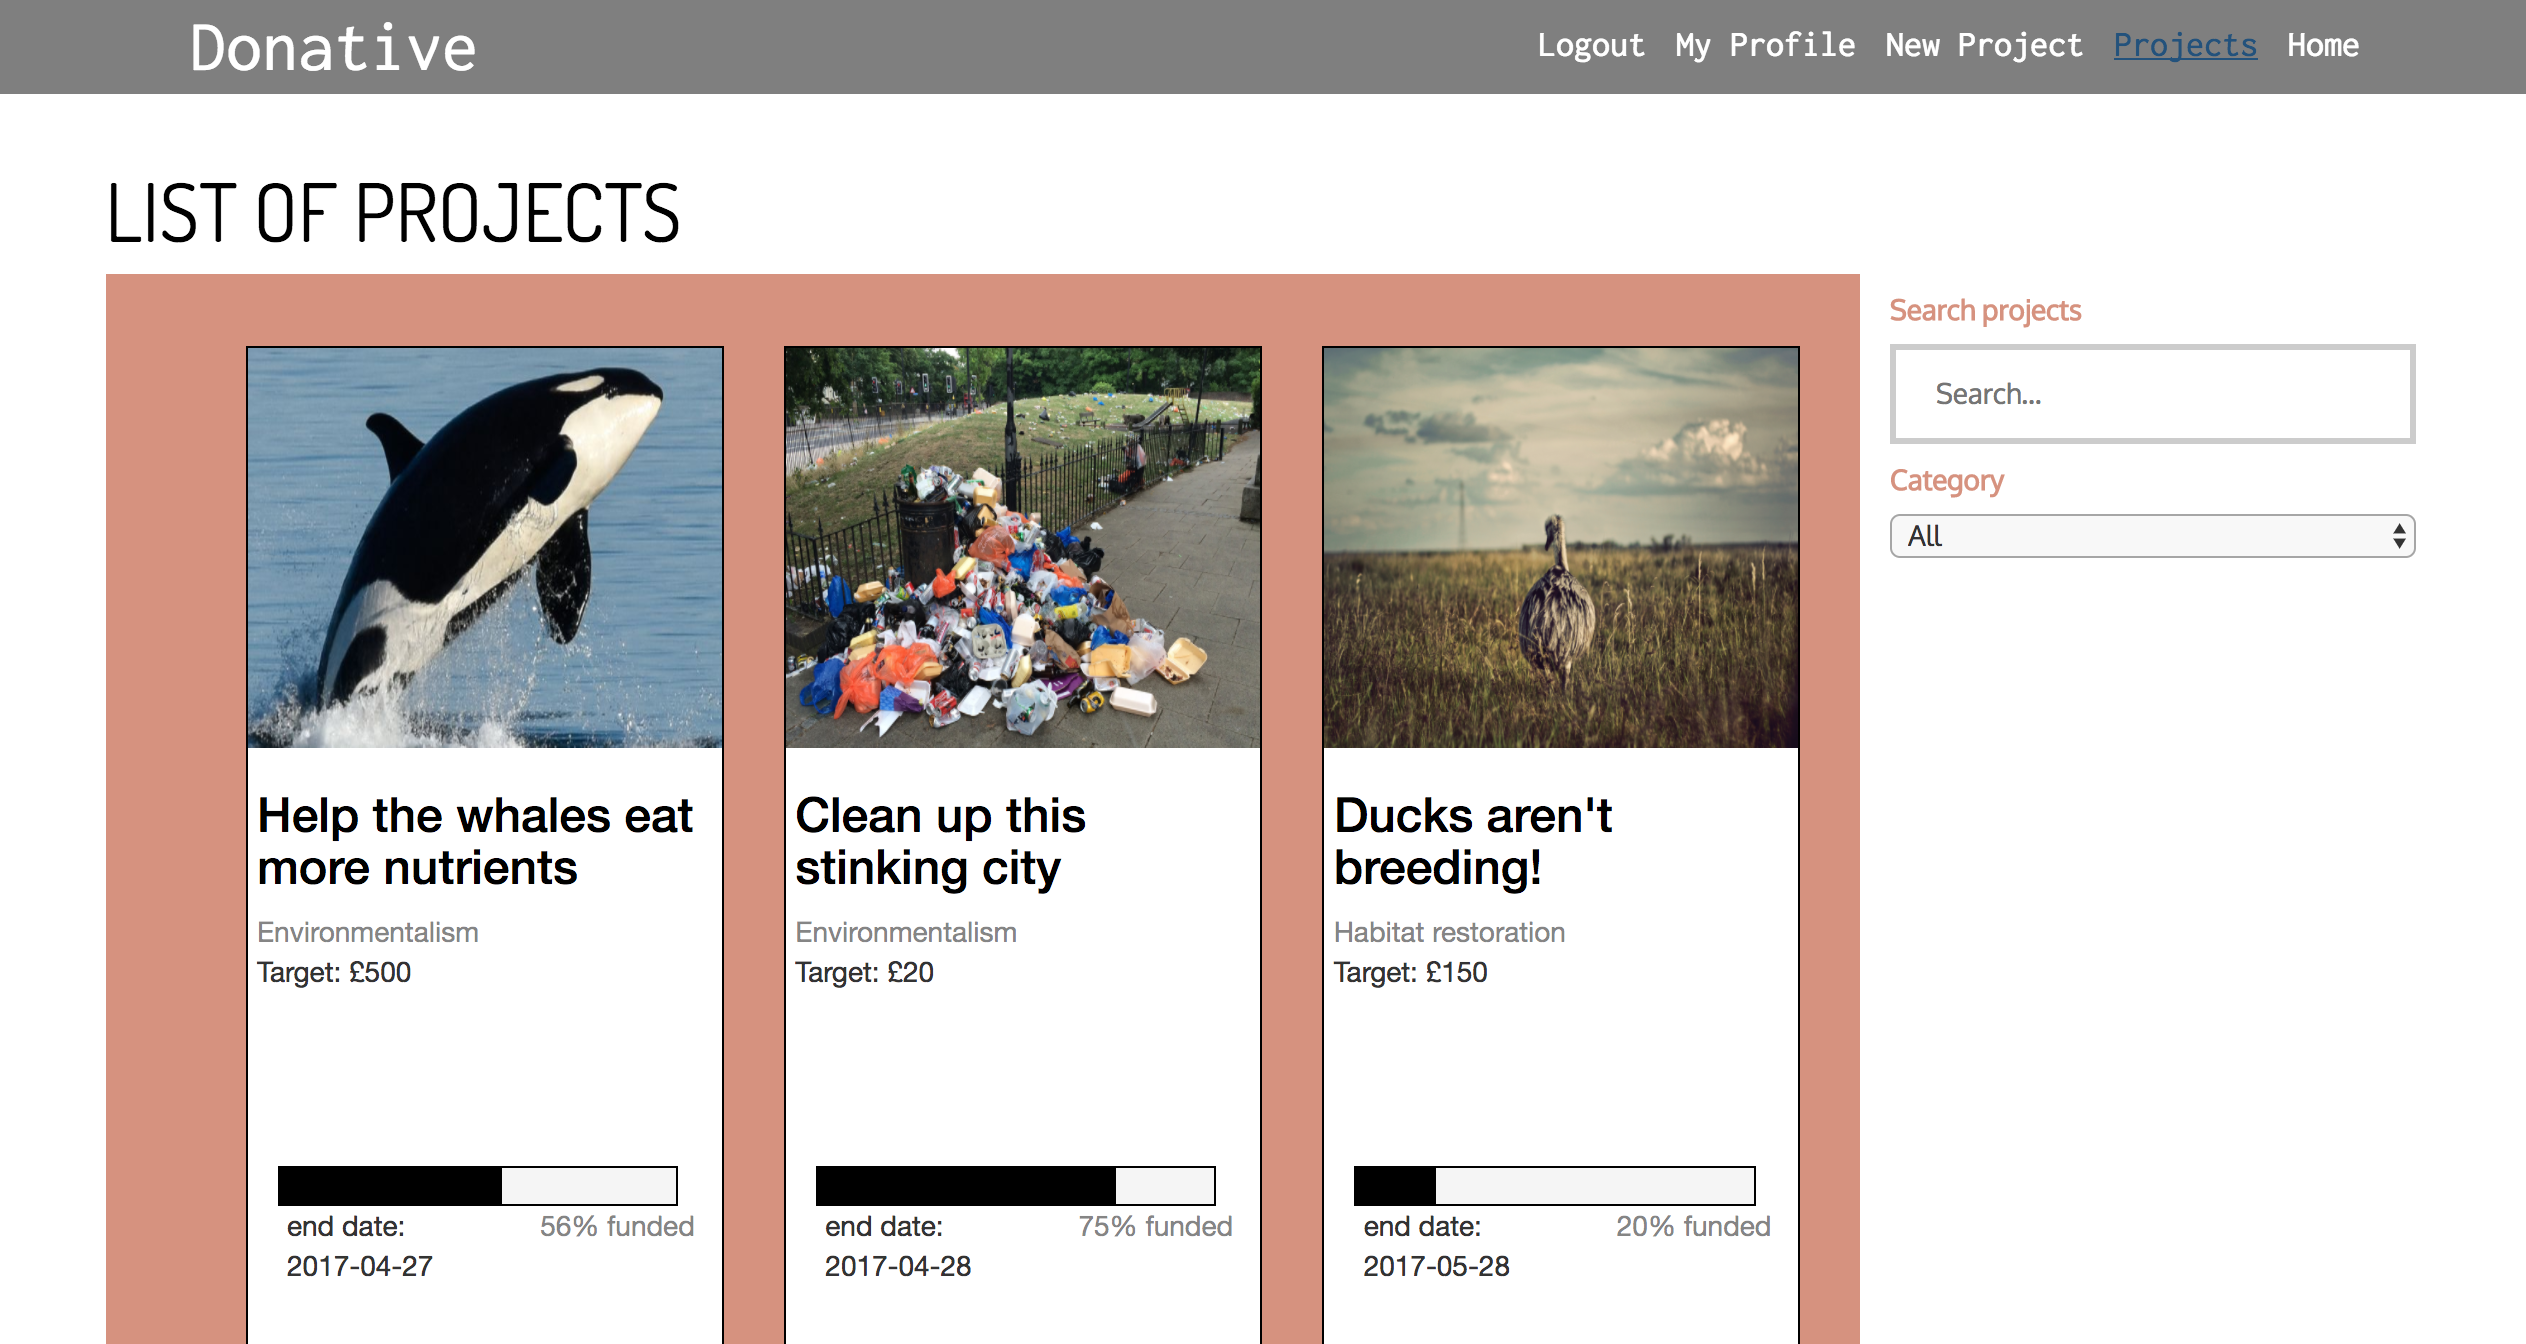 Donative
Logout My Profile New Project Projects Home
LIST OF PROJECTS
Search projects
Search...
Category
All
Help the whales eat
more nutrients
Environmentalism
Target: £500
end date:
2017-04-27
56% funded
Clean up this
stinking city
Environmentalism
Target: £20
end date:
2017-04-28
75% funded
Ducks aren't
breeding!
Habitat restoration
Target: £150
end date:
2017-05-28
20% funded